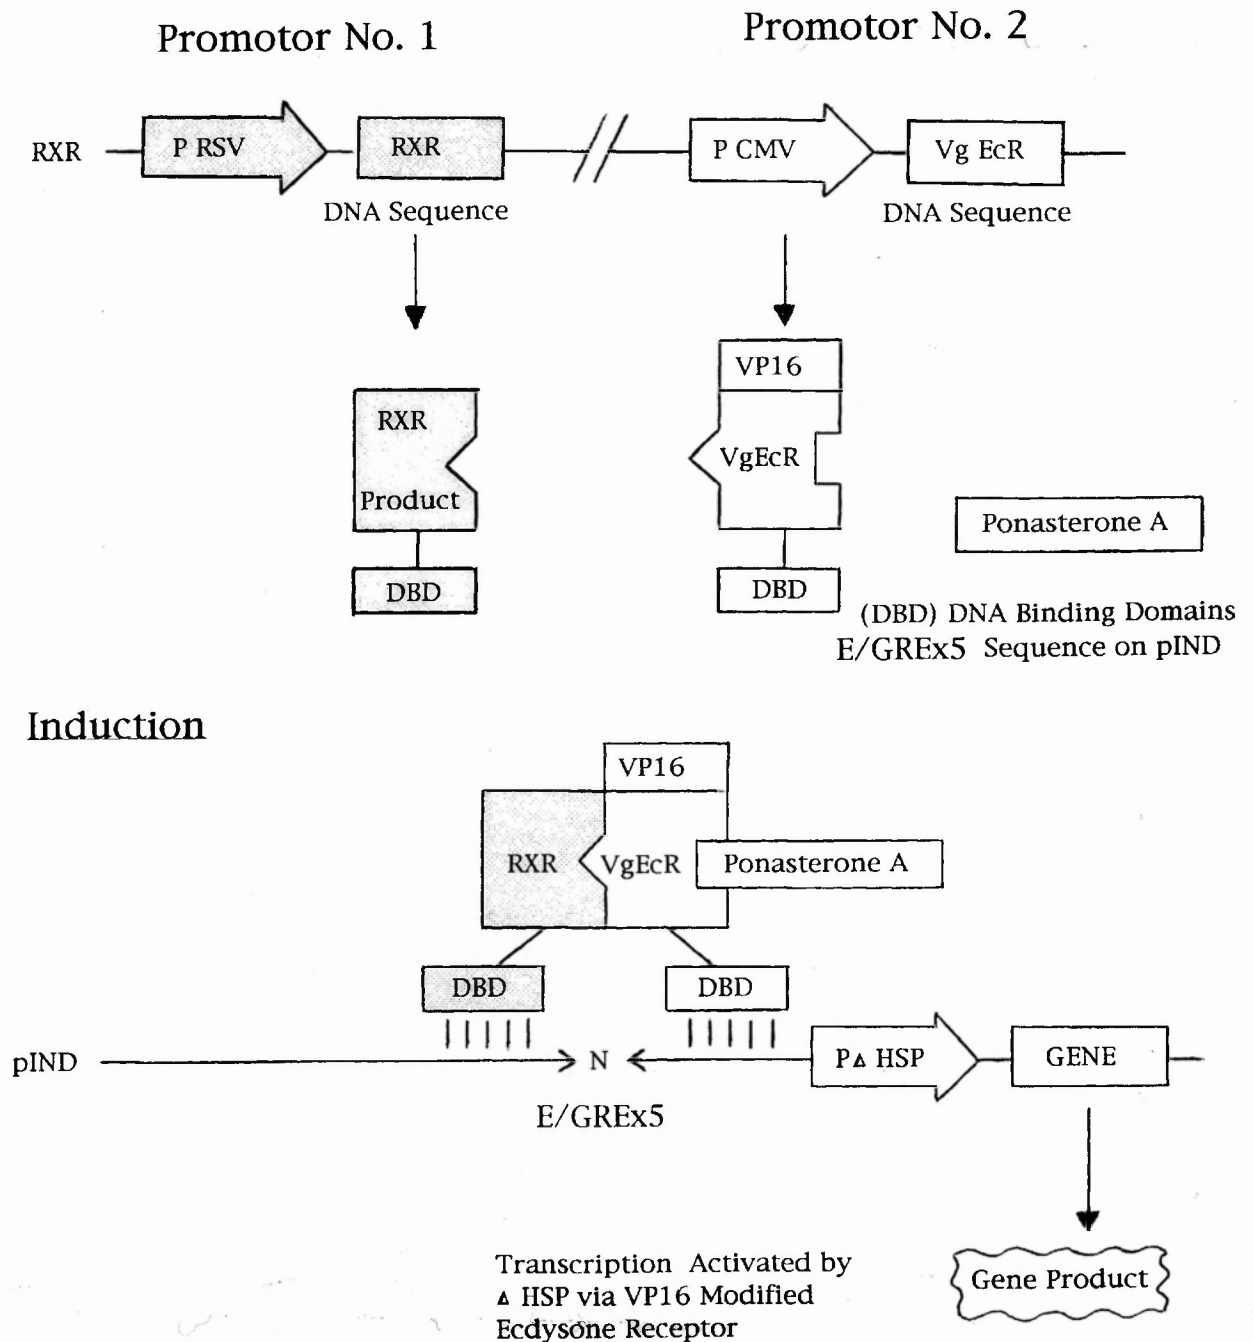 Promotor No. 1
Promotor No. 2
RXR
P RSV
RXR
P CMV
Vg EcR
DNA Sequence
DNA Sequence
VP16
RXR
VgEcR
Product
Ponasterone A
DBD
DBD
(DBD) DNA Binding Domains
E/GREx5 Sequence on pIND
Induction
VP16
RXR
VgEcR
Ponasterone A
DBD
DBD
pIND
N
P▵ HSP
GENE
E/GREx5
Transcription Activated by
▵ HSP via VP16 Modified
Ecdysone Receptor
Gene Product